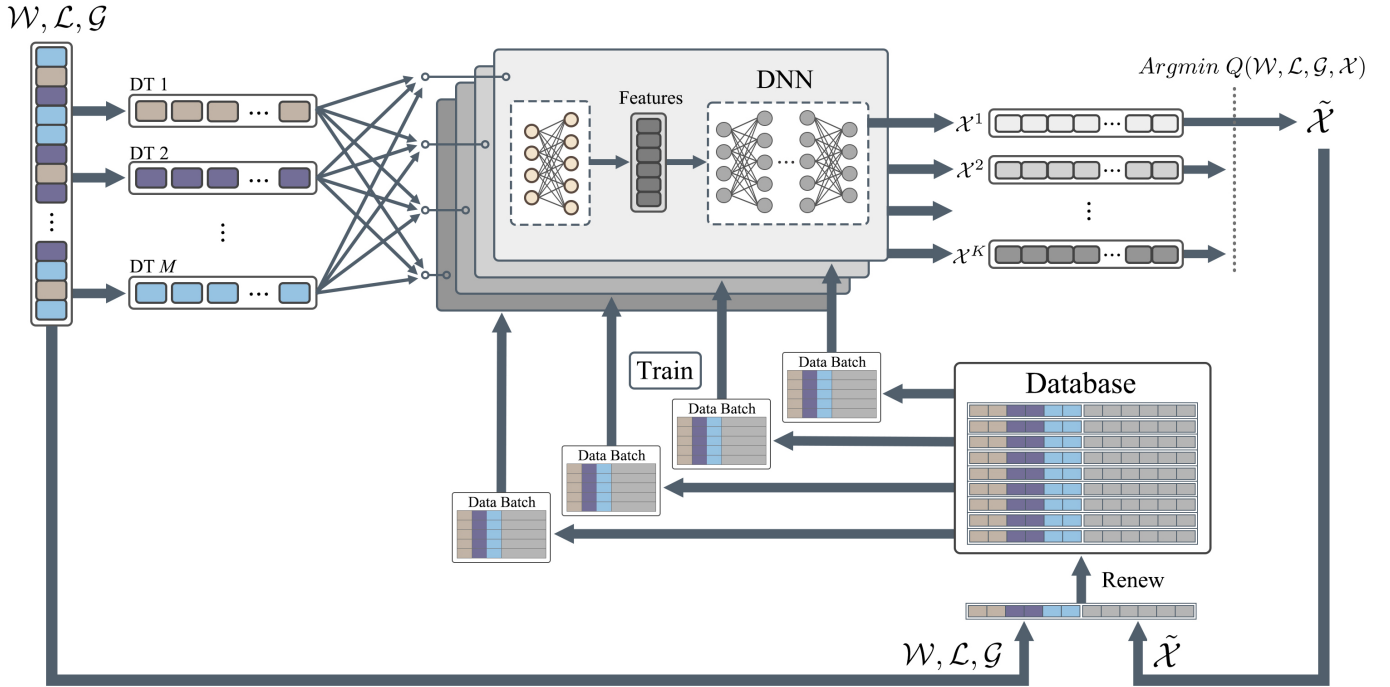 𝒲, ℒ, 𝒢
DT 1
DT 2
DT M
DNN
Features
Argmin Q(𝒲, ℒ, 𝒢, 𝒳)
𝒳¹
𝒳²
𝒳ᴷ
𝒳̃
Train
Data Batch
Data Batch
Data Batch
Data Batch
Database
Renew
𝒲, ℒ, 𝒢
𝒳̃